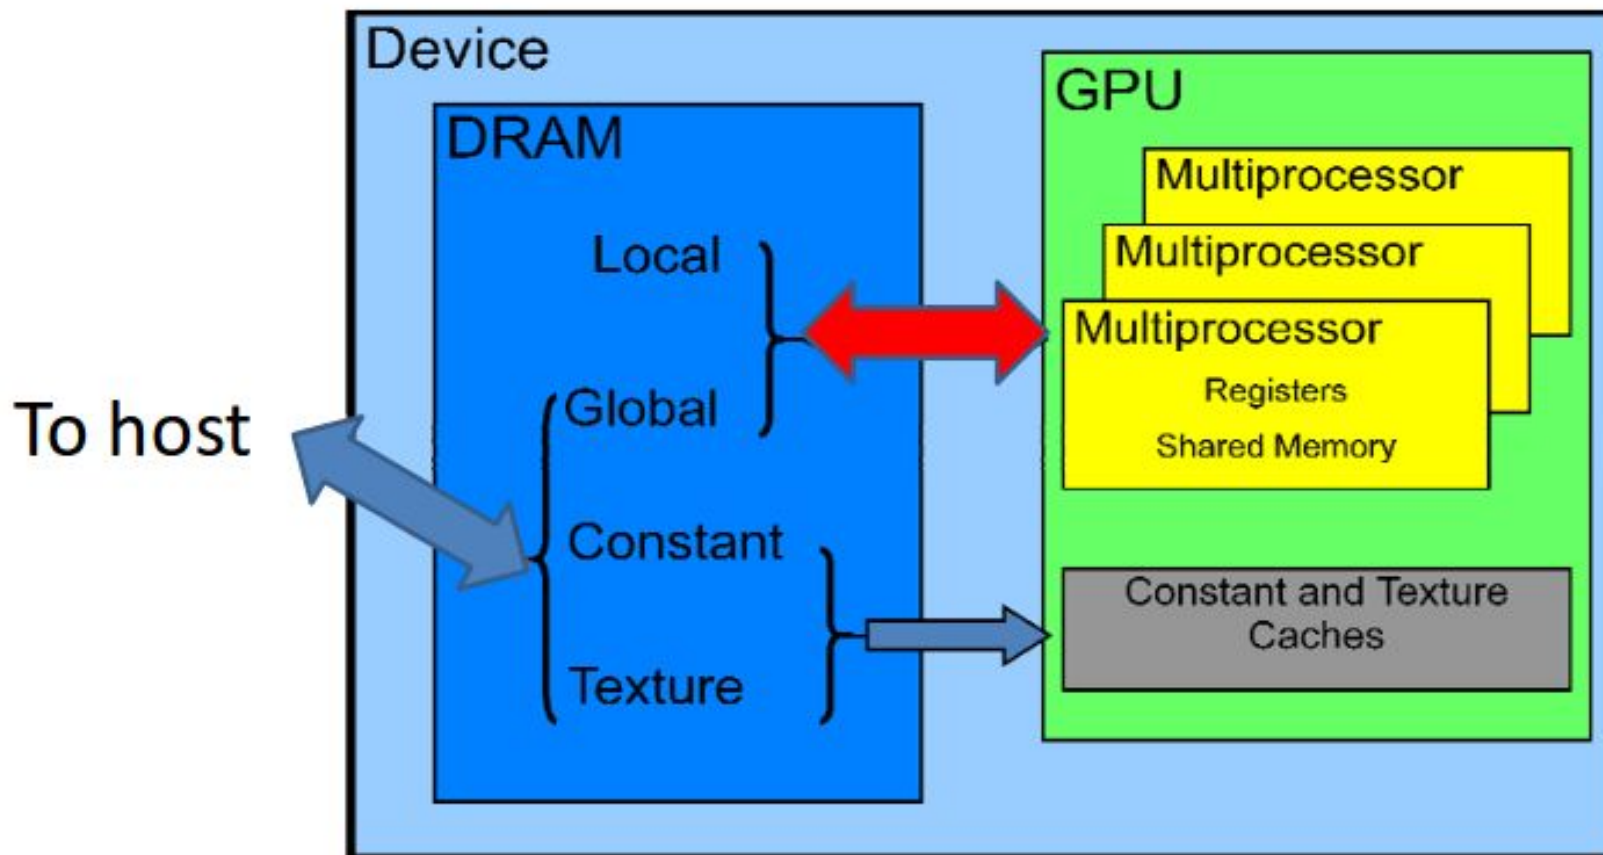 Device
DRAM
Local
Global
Constant
Texture
To host
GPU
Multiprocessor
Multiprocessor
Multiprocessor
Registers
Shared Memory
Constant and Texture
Caches